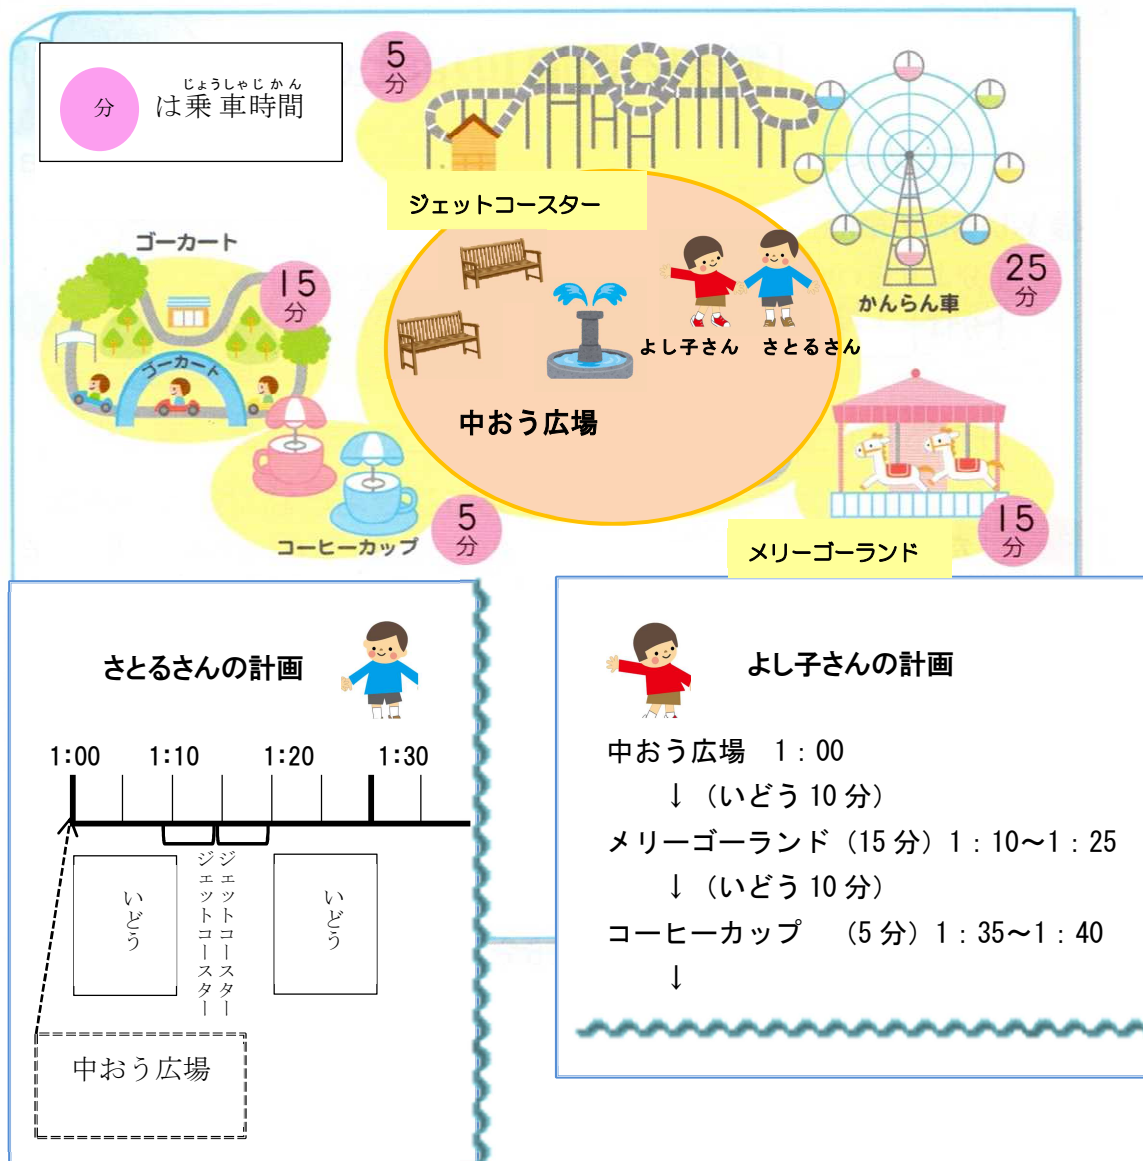 5
分
じょうしゃじかん
分 は乗車時間
ジェットコースター
ゴーカート
15
分
25
分
かんらん車
よし子さん さとるさん
ゴーカート
中おう広場
コーヒーカップ
5
分
15
分
メリーゴーランド
さとるさんの計画
1:00 1:10 1:20 1:30
いどう
ジェットコースター
ジェットコースター
いどう
中おう広場
よし子さんの計画
中おう広場 1:00
↓(いどう10分)
メリーゴーランド(15分)1:10~1:25
↓(いどう10分)
コーヒーカップ (5分)1:35~1:40
↓